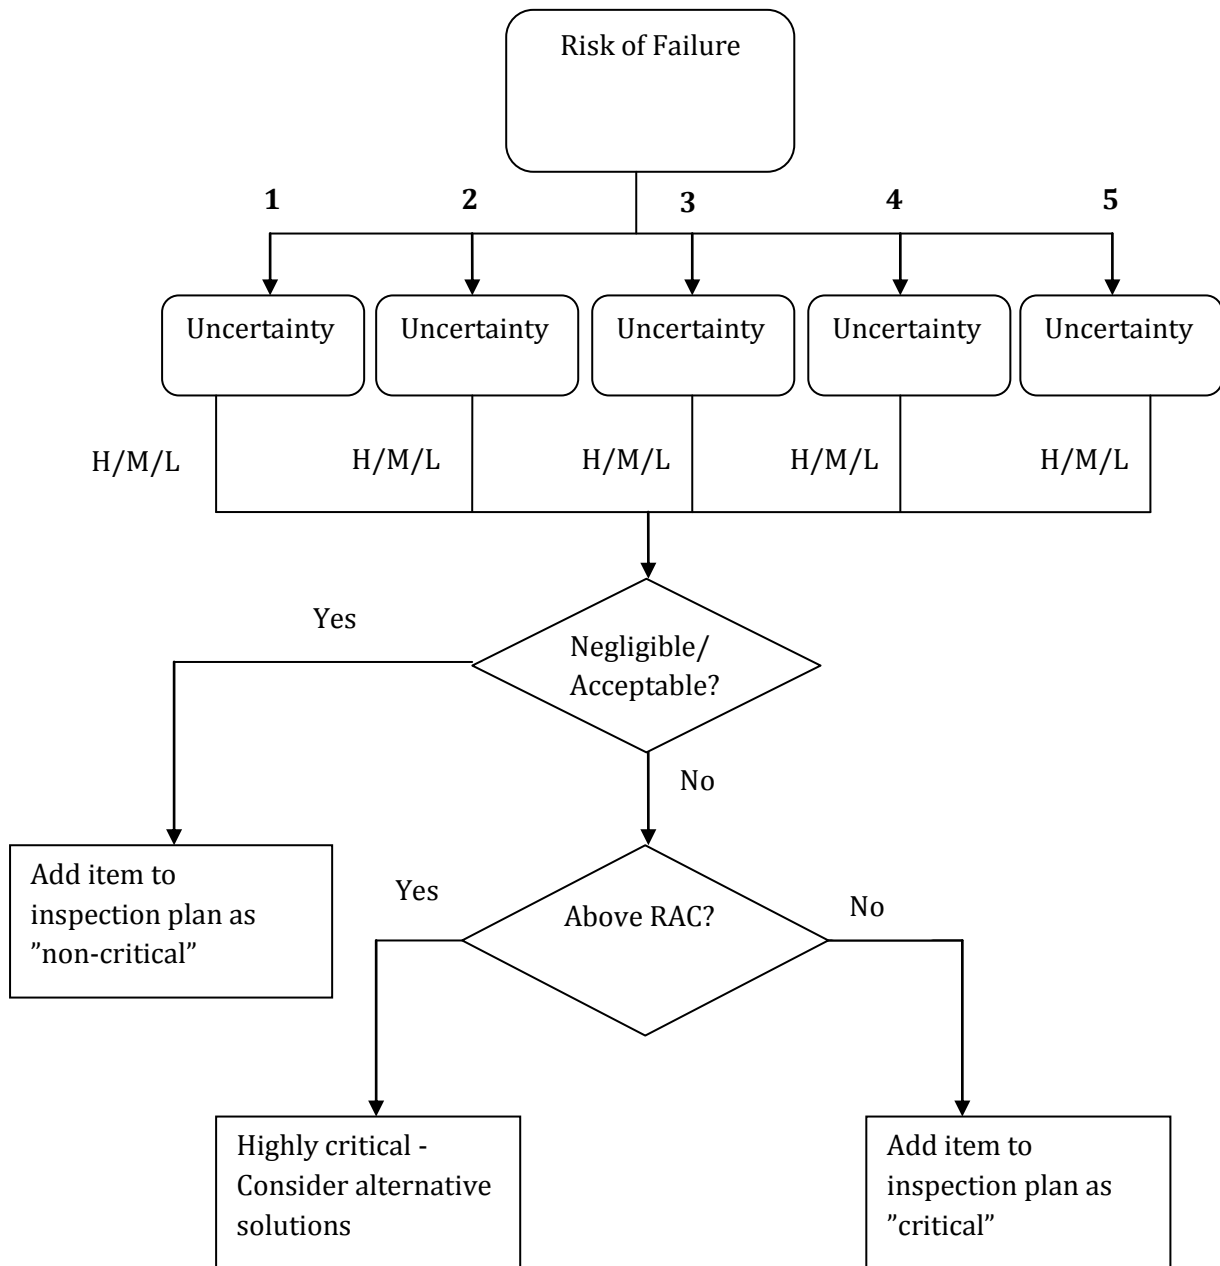 Risk of Failure
1 2 3 4 5
Uncertainty Uncertainty Uncertainty Uncertainty Uncertainty
H/M/L H/M/L H/M/L H/M/L H/M/L
Yes
Negligible/
Acceptable?
No
Add item to
inspection plan as
”non-critical”
Yes
Above RAC?
No
Highly critical -
Consider alternative
solutions
Add item to
inspection plan as
”critical”